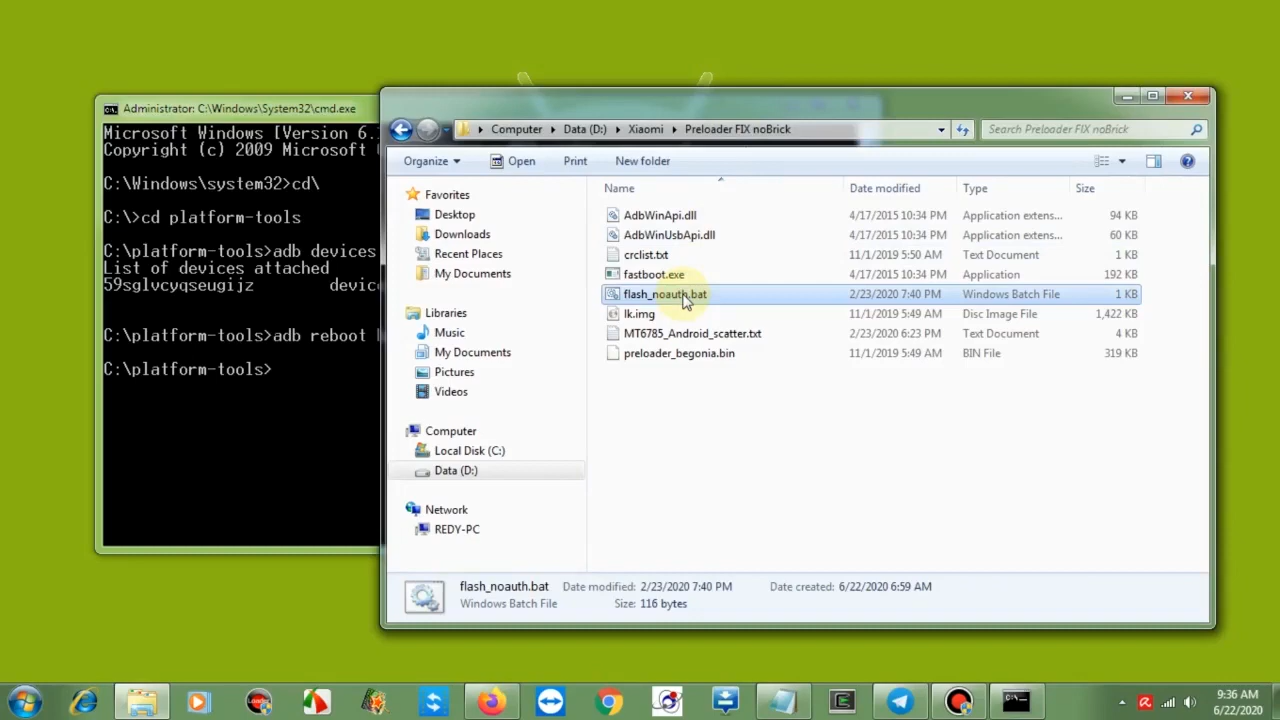 Administrator: C:\Windows\System32\cmd.exe
Microsoft Windows [Version 6.
Copyright (c) 2009 Microsoft
C:\Windows\system32>cd\
C:\>cd platform-tools
C:\platform-tools>adb devices
List of devices attached
59sglvcyqseugijz devic
C:\platform-tools>adb reboot
C:\platform-tools>
Computer Data (D:) Xiaomi Preloader FIX noBrick
Search Preloader FIX noBrick
Organize Open Print New folder
Favorites
Desktop
Downloads
Recent Places
My Documents
Libraries
Music
My Documents
Pictures
Videos
Computer
Local Disk (C:)
Data (D:)
Network
REDY-PC
Name Date modified Type Size
AdbWinApi.dll 4/17/2015 10:34 PM Application extens... 94 KB
AdbWinUsbApi.dll 4/17/2015 10:34 PM Application extens... 60 KB
crclist.txt 11/1/2019 5:50 AM Text Document 1 KB
fastboot.exe 4/17/2015 10:34 PM Application 192 KB
flash_noauth.bat 2/23/2020 7:40 PM Windows Batch File 1 KB
lk.img 11/1/2019 5:49 AM Disc Image File 1,422 KB
MT6785_Android_scatter.txt 2/23/2020 6:23 PM Text Document 4 KB
preloader_begonia.bin 11/1/2019 5:49 AM BIN File 319 KB
flash_noauth.bat Date modified: 2/23/2020 7:40 PM Date created: 6/22/2020 6:59 AM
Windows Batch File Size: 116 bytes
9:36 AM
6/22/2020